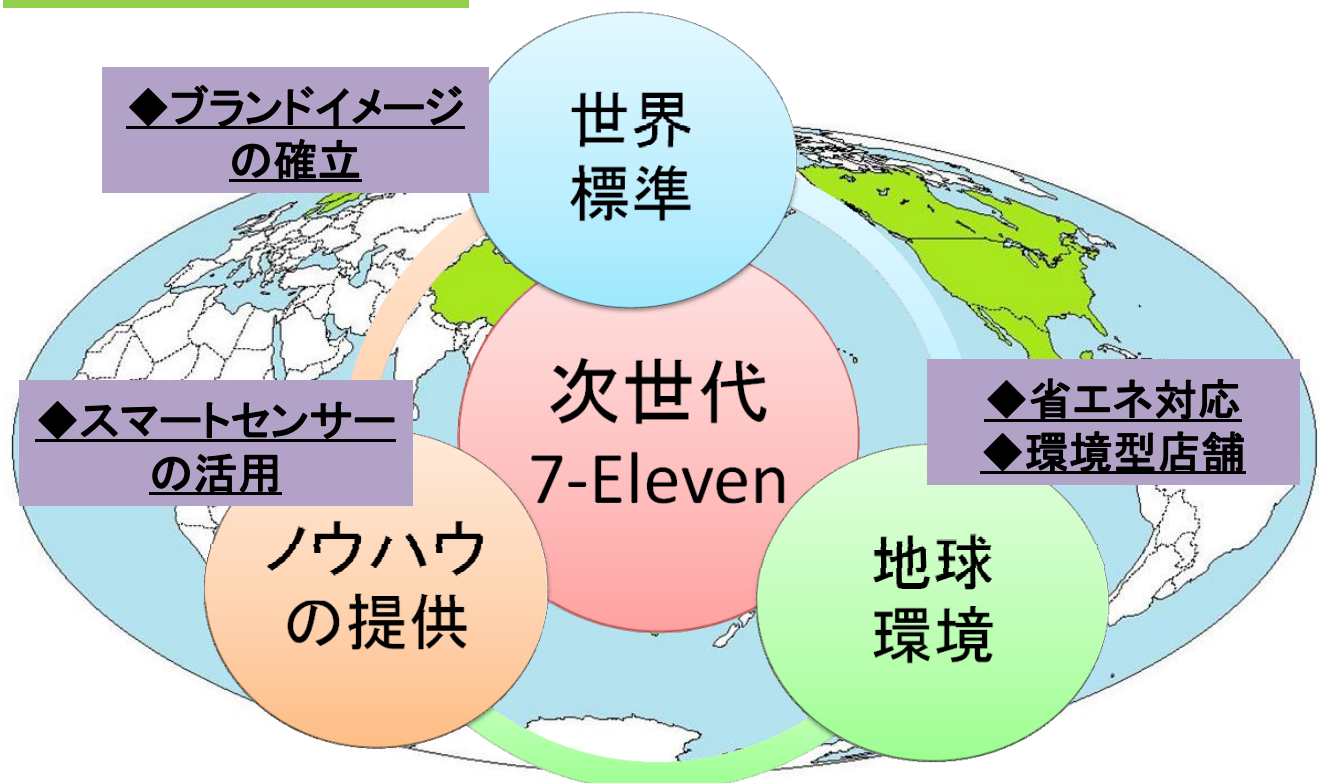 ◆ブランドイメージ
の確立
世界
標準
次世代
7-Eleven
◆スマートセンサー
の活用
ノウハウ
の提供
◆省エネ対応
◆環境型店舗
地球
環境